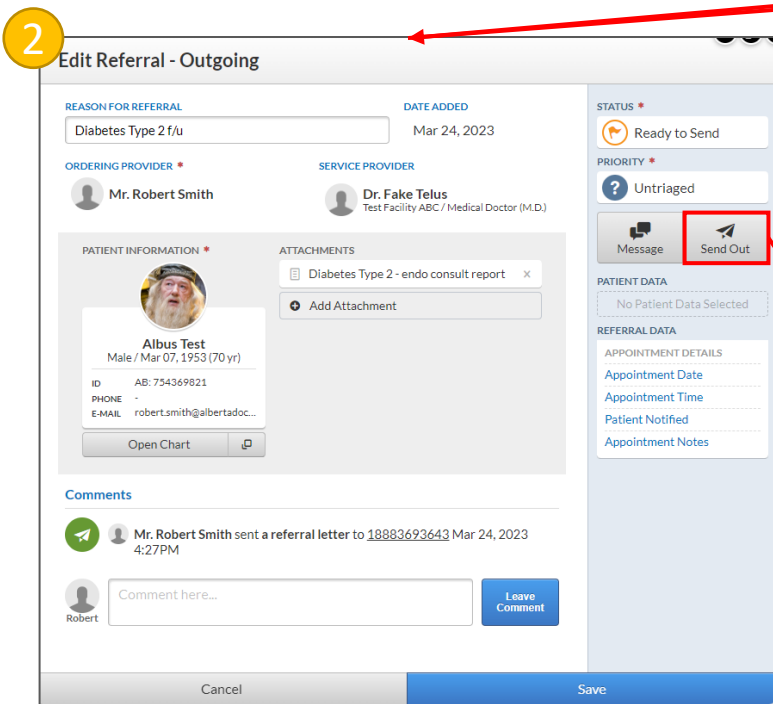 2
Edit Referral - Outgoing
REASON FOR REFERRAL
DATE ADDED
Diabetes Type 2 f/u
Mar 24, 2023
ORDERING PROVIDER *
SERVICE PROVIDER
Mr. Robert Smith
Dr. Fake Telus
Test Facility ABC / Medical Doctor (M.D.)
PATIENT INFORMATION *
ATTACHMENTS
Diabetes Type 2 - endo consult report x
Add Attachment
Albus Test
Male / Mar 07, 1953 (70 yr)
ID AB: 754369821
PHONE -
E-MAIL robert.smith@albertadoc...
Open Chart
Comments
Mr. Robert Smith sent a referral letter to 18883693643 Mar 24, 2023
4:27PM
Robert
Comment here...
Leave
Comment
Cancel
Save
STATUS *
Ready to Send
PRIORITY *
? Untriaged
Message
Send Out
PATIENT DATA
No Patient Data Selected
REFERRAL DATA
APPOINTMENT DETAILS
Appointment Date
Appointment Time
Patient Notified
Appointment Notes